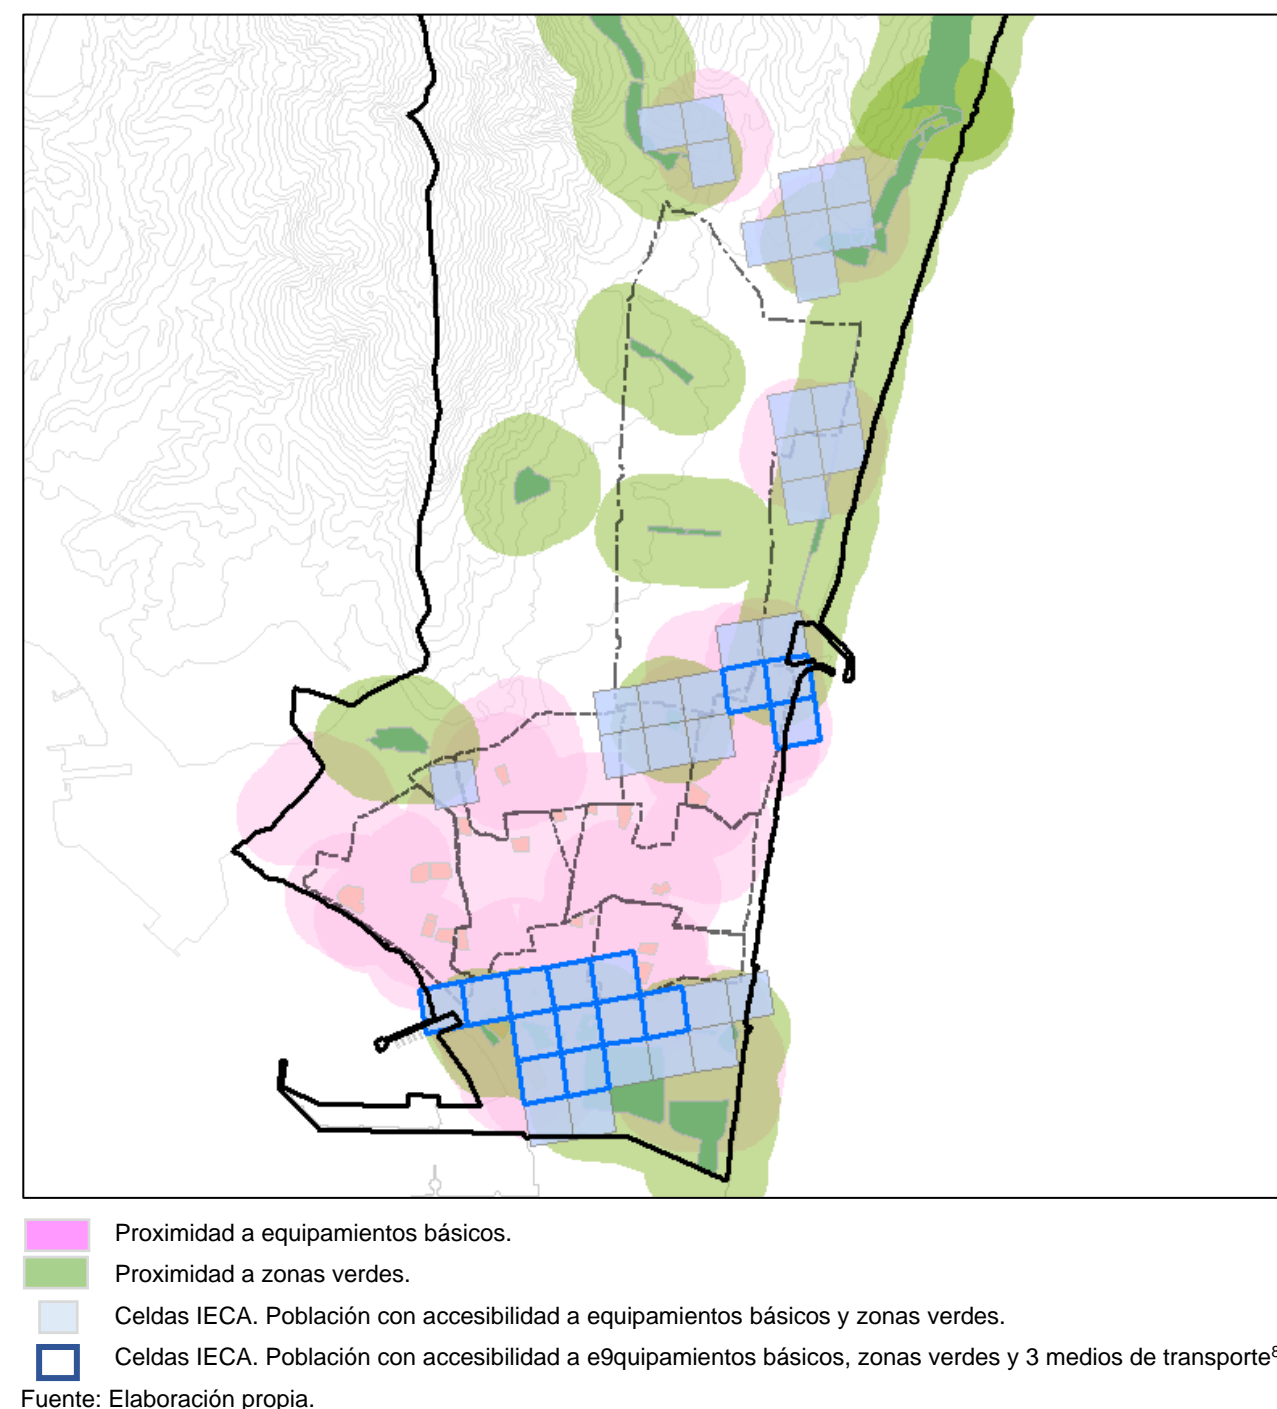 Proximidad a equipamientos básicos.
Proximidad a zonas verdes.
Celdas IECA. Población con accesibilidad a equipamientos básicos y zonas verdes.
Celdas IECA. Población con accesibilidad a e9quipamientos básicos, zonas verdes y 3 medios de transporte⁸
Fuente: Elaboración propia.